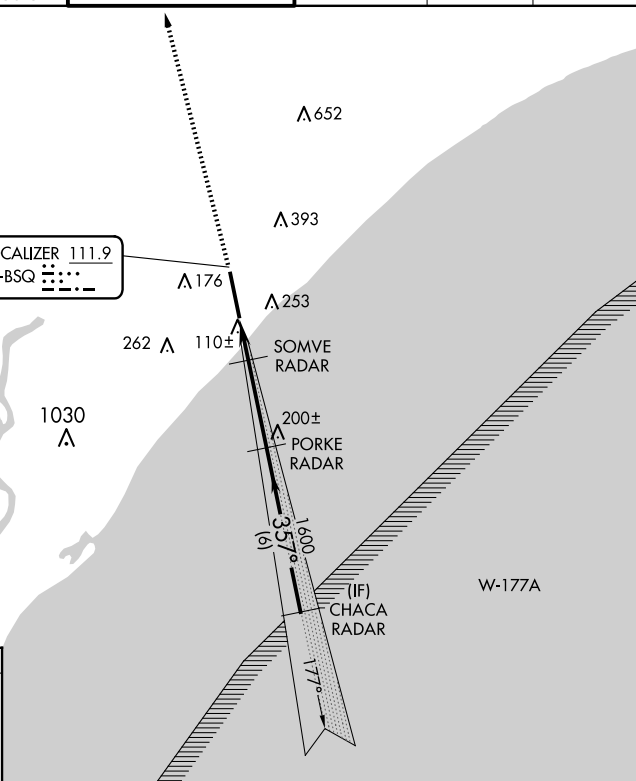 652
393
CALIZER 111.9
-BSQ
176
253
262
110±
SOMVE
RADAR
1030
200±
PORKE
RADAR
1600
357°
(6)
W-177A
(IF)
CHACA
RADAR
177°